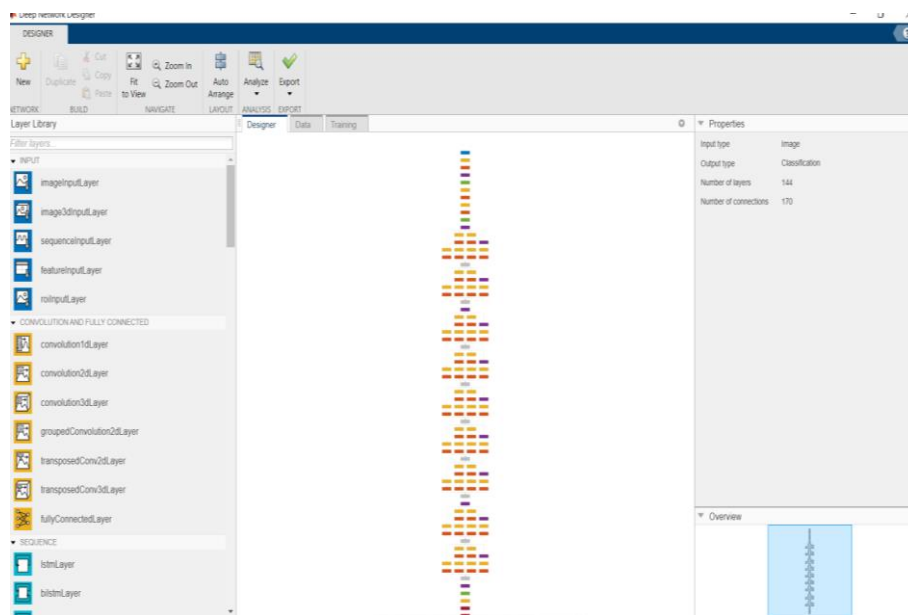 Deep Network Designer
DESIGNER
New
Duplicate
Cut
Copy
Paste
Fit
to View
Zoom In
Zoom Out
Auto
Arrange
Analyze
Export
NETWORK
BUILD
NAVIGATE
LAYOUT
ANALYSIS
EXPORT
Layer Library
Filter layers...
INPUT
imageInputLayer
image3dInputLayer
sequenceInputLayer
featureInputLayer
roiInputLayer
CONVOLUTION AND FULLY CONNECTED
convolution1dLayer
convolution2dLayer
convolution3dLayer
groupedConvolution2dLayer
transposedConv2dLayer
transposedConv3dLayer
fullyConnectedLayer
SEQUENCE
lstmLayer
bilstmLayer
Designer
Data
Training
Properties
Input type Image
Output type Classification
Number of layers 144
Number of connections 170
Overview